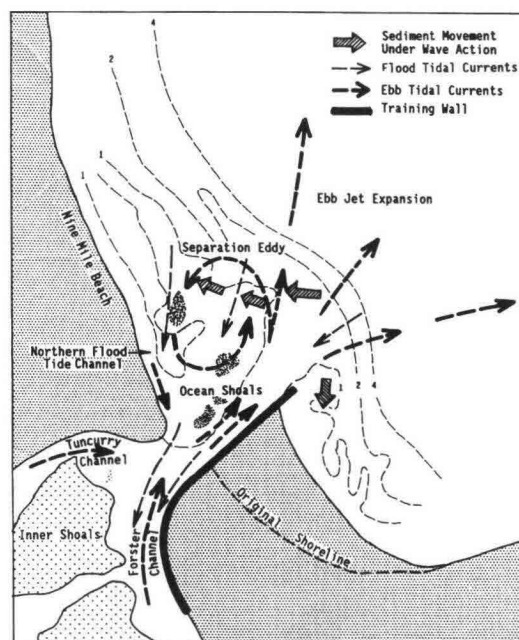 4
Sediment Movement
Under Wave Action
Flood Tidal Currents
Ebb Tidal Currents
Training Wall
2
1
1
Ebb Jet Expansion
Nine Mile Beach
Separation Eddy
Northern Flood
Tide Channel
Ocean Shoals
1 2 4
Tuncurry
Channel
Inner Shoals
Forster
Channel
Original Shoreline